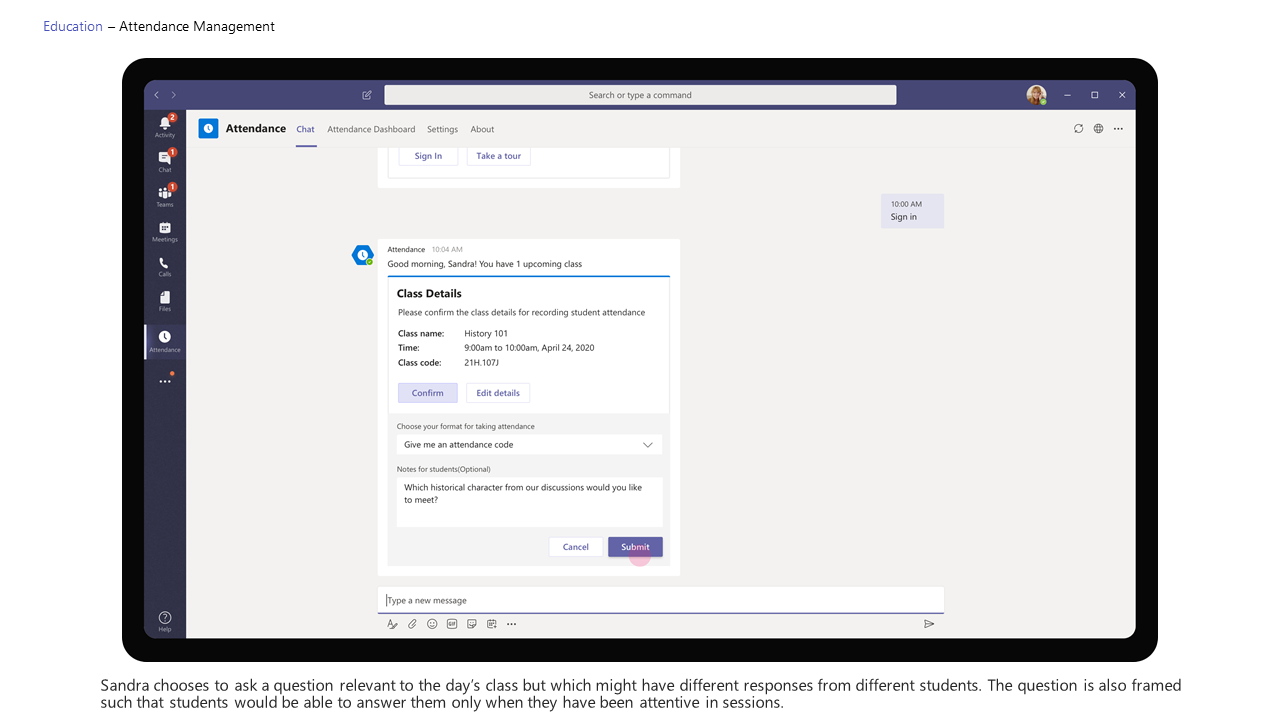 Education – Attendance Management
Search or type a command
2
Activity
Attendance Chat Attendance Dashboard Settings About
1
Chat
Sign In Take a tour
1
Teams
10:00 AM
Sign in
Meetings
Attendance 10:04 AM
Good morning, Sandra! You have 1 upcoming class
Calls
Class Details
Files
Please confirm the class details for recording student attendance
Class name: History 101
Time: 9:00am to 10:00am, April 24, 2020
Attendance
Class code: 21H.107J
Confirm Edit details
Choose your format for taking attendance
Give me an attendance code
Notes for students(Optional)
Which historical character from our discussions would you like
to meet?
Cancel Submit
Type a new message
GIF
Help
Sandra chooses to ask a question relevant to the day's class but which might have different responses from different students. The question is also framed
such that students would be able to answer them only when they have been attentive in sessions.